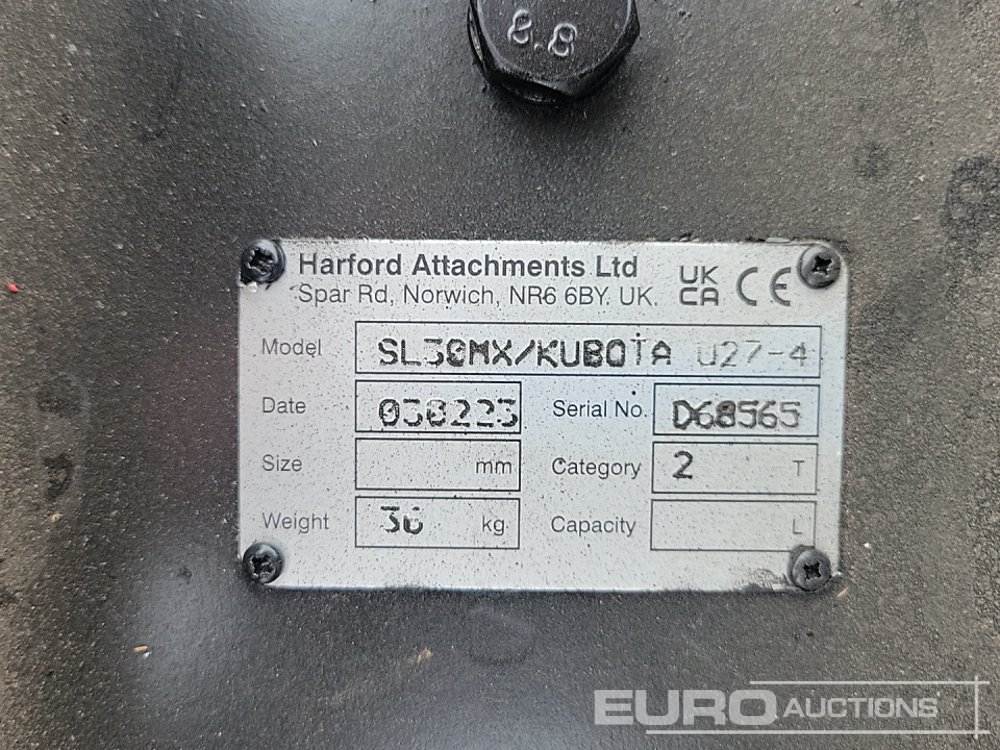 8.8
Harford Attachments Ltd
Spar Rd, Norwich, NR6 6BY. UK.
UK CA CE
Model SL30MX/KUBOTA U27-4
Date 030223 Serial No. D68565
Size mm Category 2 T
Weight kg Capacity L
EURO AUCTIONS